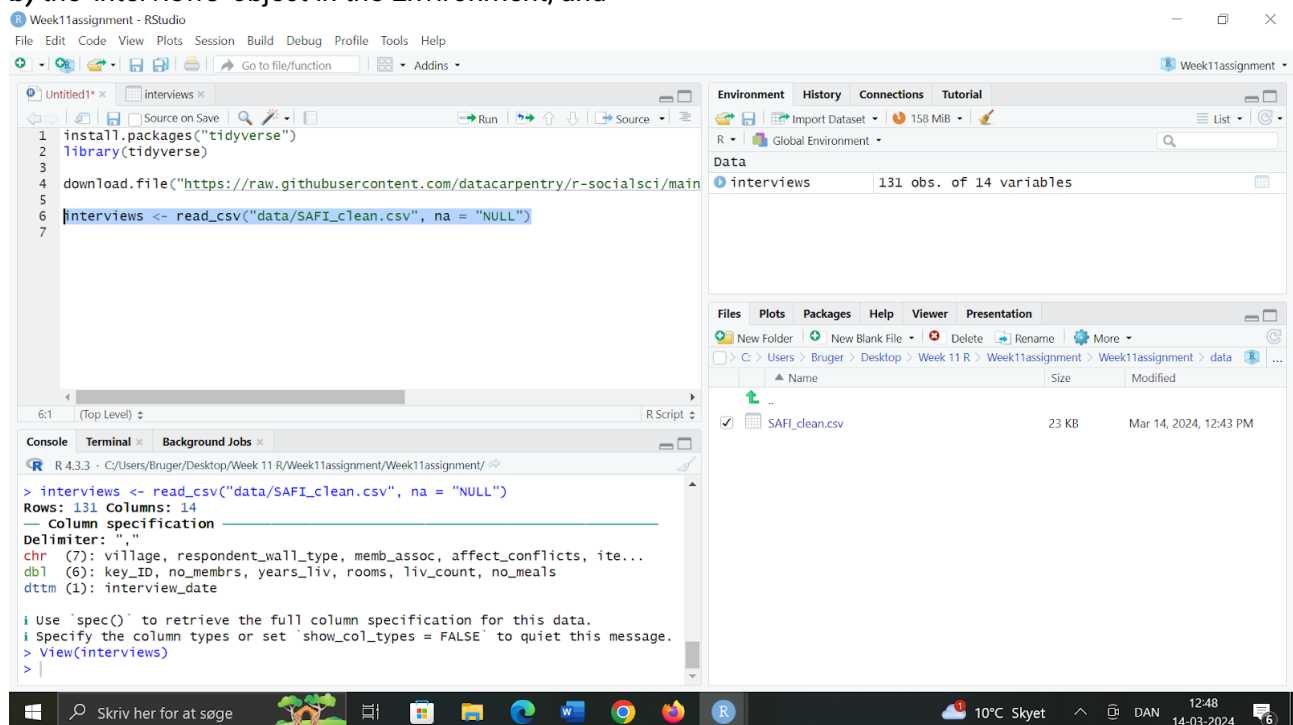 b) the 'interviews' object in the Environment, and
Week11assignment - RStudio
File Edit Code View Plots Session Build Debug Profile Tools Help
Go to file/function
Addins
Week11assignment
Untitled1* × interviews ×
Source on Save
Run
Source
1 install.packages("tidyverse")
2 library(tidyverse)
3
4 download.file("https://raw.githubusercontent.com/datacarpentry/r-socialsci/main
5
6 interviews <- read_csv("data/SAFI_clean.csv", na = "NULL")
7
6:1 (Top Level) R Script
Console Terminal × Background Jobs ×
R 4.3.3 · C:/Users/Bruger/Desktop/Week 11 R/Week11assignment/Week11assignment/
> interviews <- read_csv("data/SAFI_clean.csv", na = "NULL")
Rows: 131 Columns: 14
── Column specification ──
Delimiter: ","
chr (7): village, respondent_wall_type, memb_assoc, affect_conflicts, ite...
dbl (6): key_ID, no_membrs, years_liv, rooms, liv_count, no_meals
dttm (1): interview_date
ℹ Use `spec()` to retrieve the full column specification for this data.
ℹ Specify the column types or set `show_col_types = FALSE` to quiet this message.
> View(interviews)
>
Environment History Connections Tutorial
Import Dataset 158 MiB List
R Global Environment
Data
interviews 131 obs. of 14 variables
Files Plots Packages Help Viewer Presentation
New Folder New Blank File Delete Rename More
C: > Users > Bruger > Desktop > Week 11 R > Week11assignment > Week11assignment > data ...
Name Size Modified
..
SAFI_clean.csv 23 KB Mar 14, 2024, 12:43 PM
Skriv her for at søge
10°C Skyet
DAN
12:48
14-03-2024
6